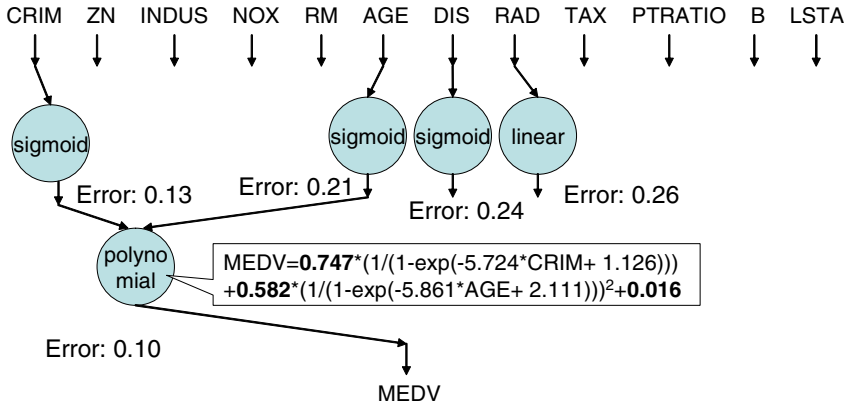 CRIM ZN INDUS NOX RM AGE DIS RAD TAX PTRATIO B LSTA
sigmoid sigmoid sigmoid linear
Error: 0.13 Error: 0.21 Error: 0.24 Error: 0.26
polyno
mial
MEDV=0.747*(1/(1-exp(-5.724*CRIM+ 1.126)))
+0.582*(1/(1-exp(-5.861*AGE+ 2.111)))²+0.016
Error: 0.10
MEDV